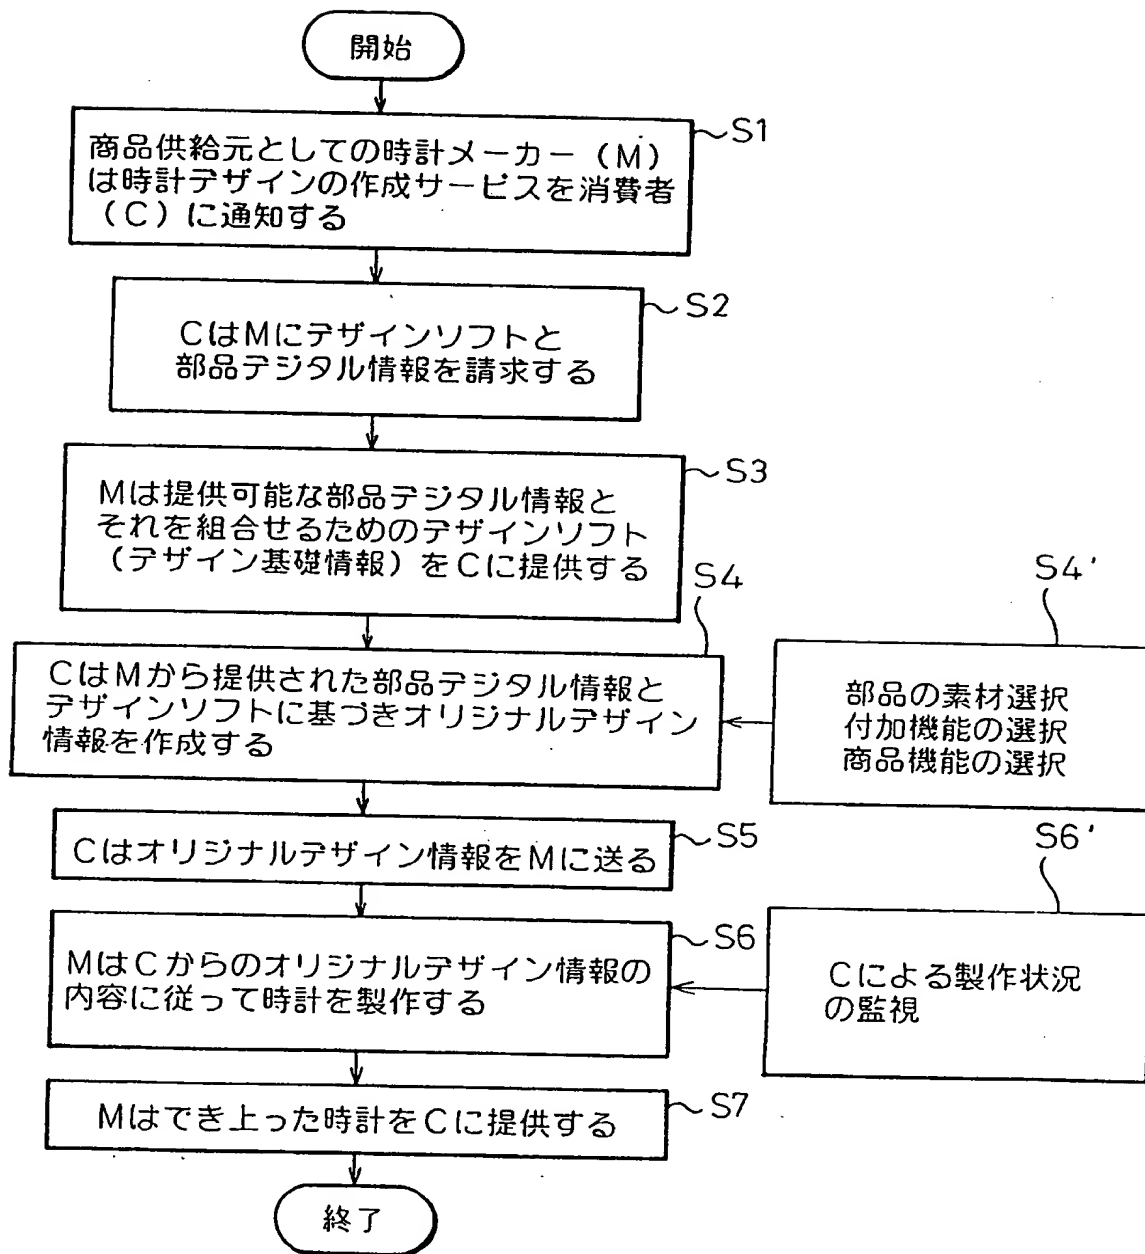 開始
S1
商品供給元としての時計メーカー（M）
は時計デザインの作成サービスを消費者
（C）に通知する
S2
CはMにデザインソフトと
部品デジタル情報を請求する
S3
Mは提供可能な部品デジタル情報と
それを組合せるためのデザインソフト
（デザイン基礎情報）をCに提供する
S4
CはMから提供された部品デジタル情報と
デザインソフトに基づきオリジナルデザイン
情報を作成する
S4'
部品の素材選択
付加機能の選択
商品機能の選択
S5
Cはオリジナルデザイン情報をMに送る
S6
MはCからのオリジナルデザイン情報の
内容に従って時計を製作する
S6'
Cによる製作状況
の監視
S7
Mはでき上った時計をCに提供する
終了